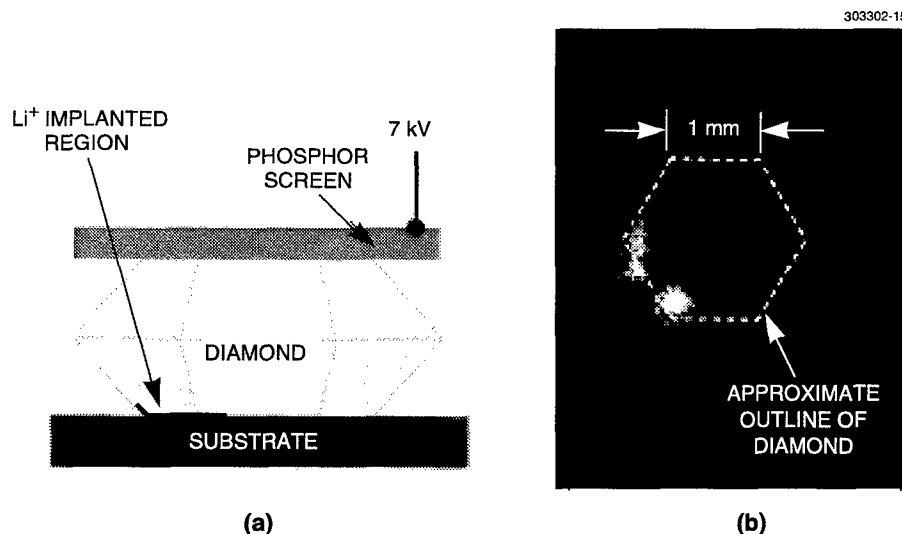 303302-15
Li+ IMPLANTED
REGION
7 kV
PHOSPHOR
SCREEN
DIAMOND
SUBSTRATE
(a)
1 mm
APPROXIMATE
OUTLINE OF
DIAMOND
(b)